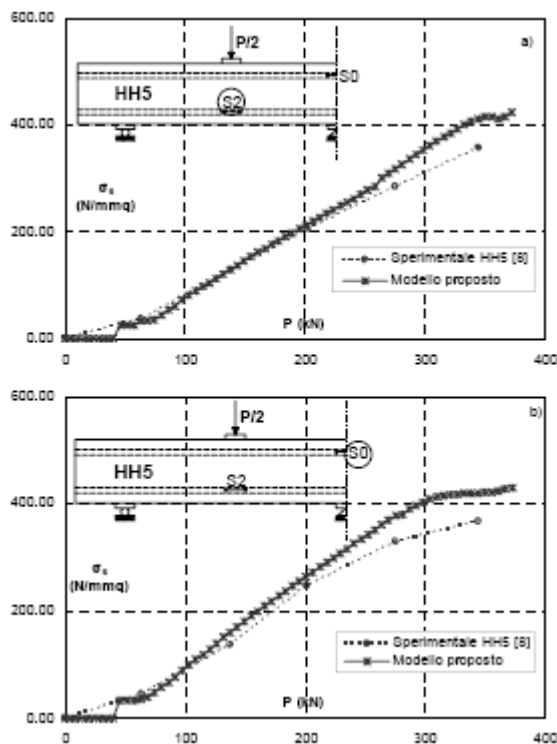 600.00
a)
P/2
S0
HH5
S2
400.00
σs
(N/mmq)
200.00
Sperimentale HH5 [8]
Modello proposto
P (kN)
0.00
0
100
200
300
400
600.00
b)
P/2
S0
HH5
S2
400.00
σs
(N/mmq)
200.00
Sperimentale HH5 [8]
Modello proposto
P (kN)
0.00
0
100
200
300
400